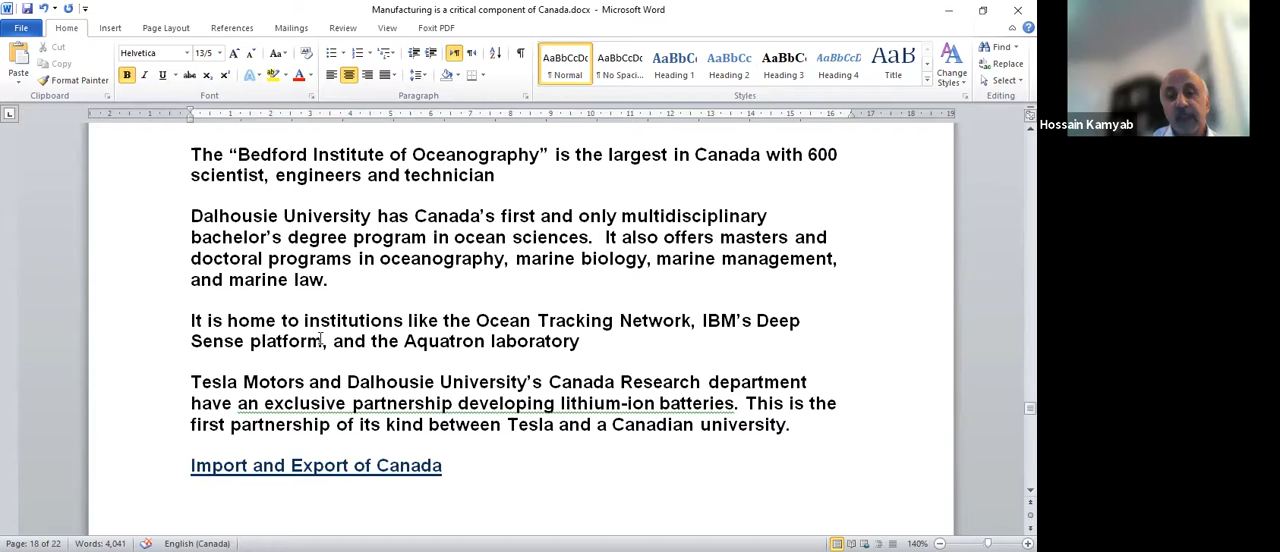 Manufacturing is a critical component of Canada.docx - Microsoft Word
File Home Insert Page Layout References Mailings Review View Foxit PDF
Cut
Copy
Paste Format Painter
Clipboard
Helvetica 13/5
Font
Paragraph
AaBbCcDc AaBbCcDc AaBbC AaBbCc AaBbC AaBbCcD AaB
¶ Normal ¶ No Spaci... Heading 1 Heading 2 Heading 3 Heading 4 Title
Change
Styles
Styles
Find
Replace
Select
Editing
Hossain Kamyab
The “Bedford Institute of Oceanography” is the largest in Canada with 600
scientist, engineers and technician
Dalhousie University has Canada’s first and only multidisciplinary
bachelor’s degree program in ocean sciences. It also offers masters and
doctoral programs in oceanography, marine biology, marine management,
and marine law.
It is home to institutions like the Ocean Tracking Network, IBM’s Deep
Sense platform, and the Aquatron laboratory
Tesla Motors and Dalhousie University’s Canada Research department
have an exclusive partnership developing lithium-ion batteries. This is the
first partnership of its kind between Tesla and a Canadian university.
Import and Export of Canada
Page: 18 of 22 Words: 4,041 English (Canada) 140%